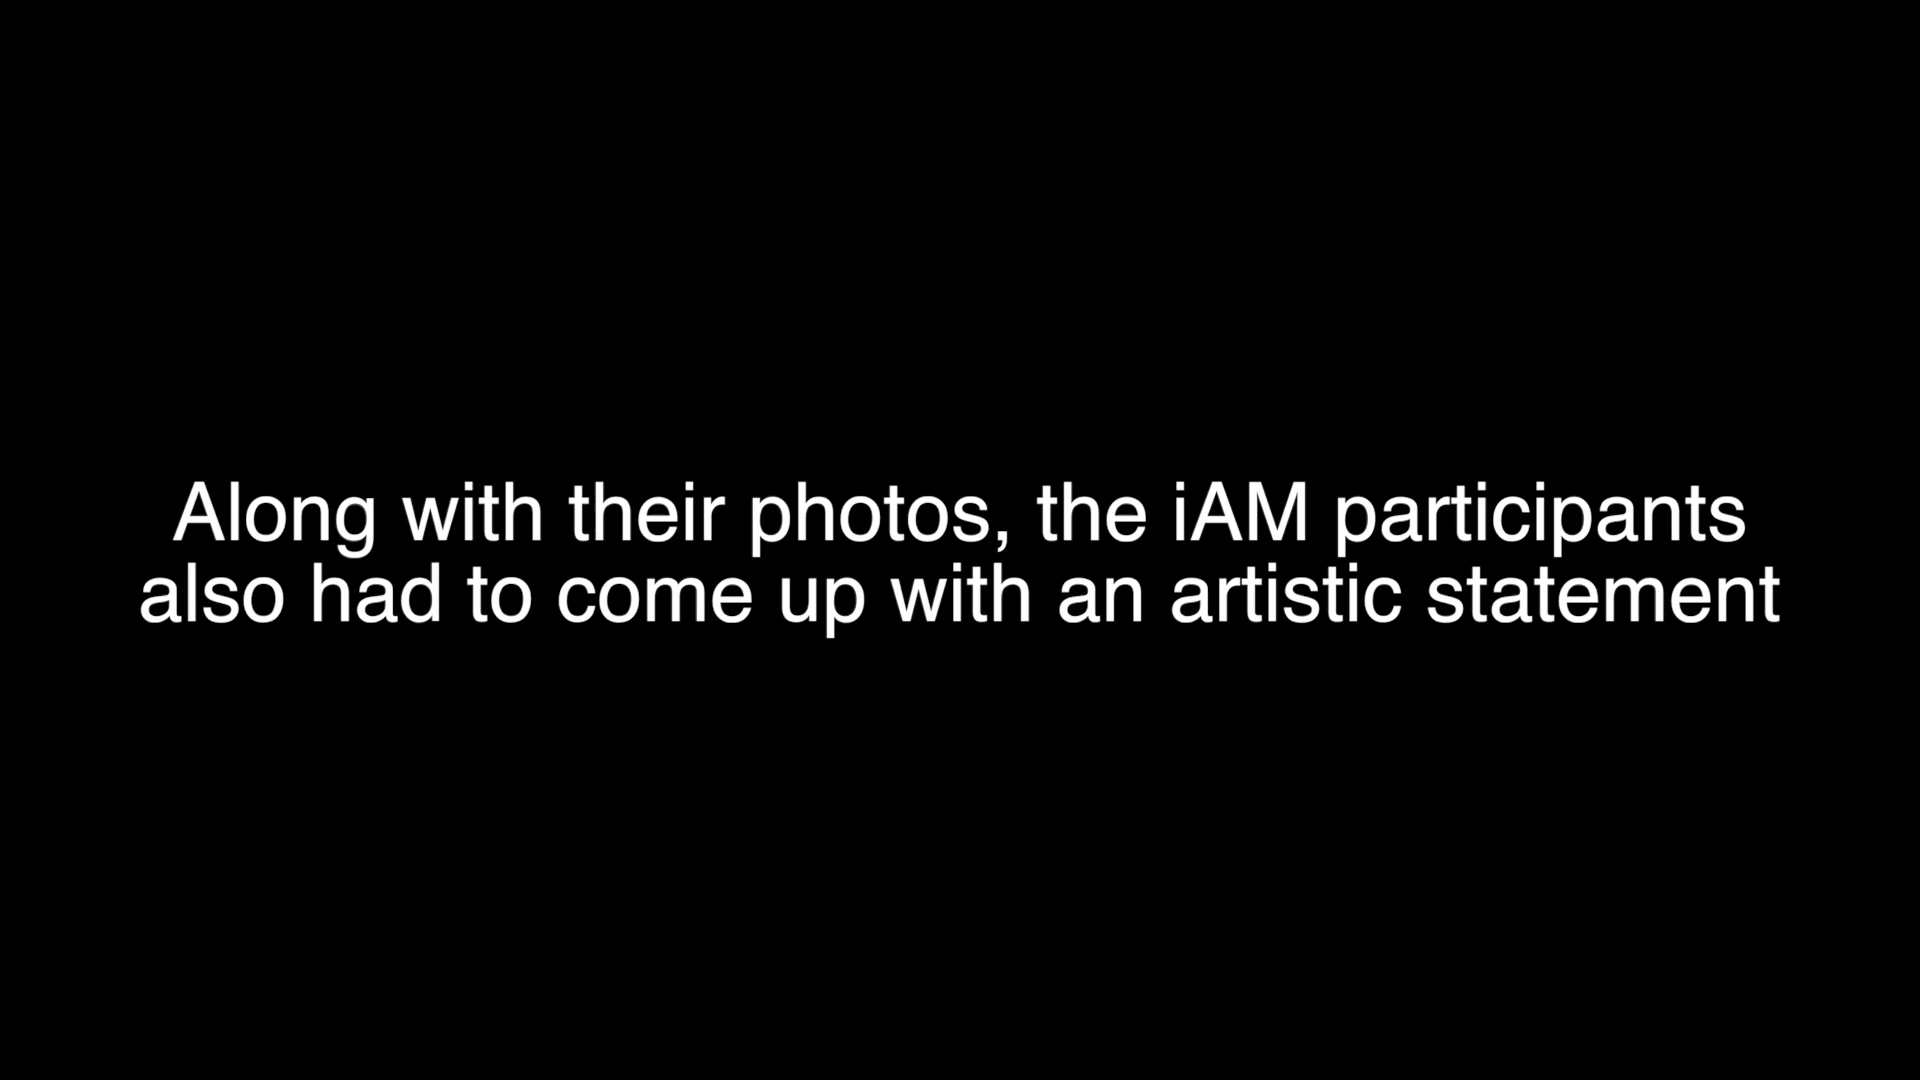 Along with their photos, the iAM participants
also had to come up with an artistic statement